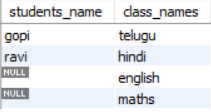 students_name class_names
gopi telugu
ravi hindi
NULL english
NULL maths